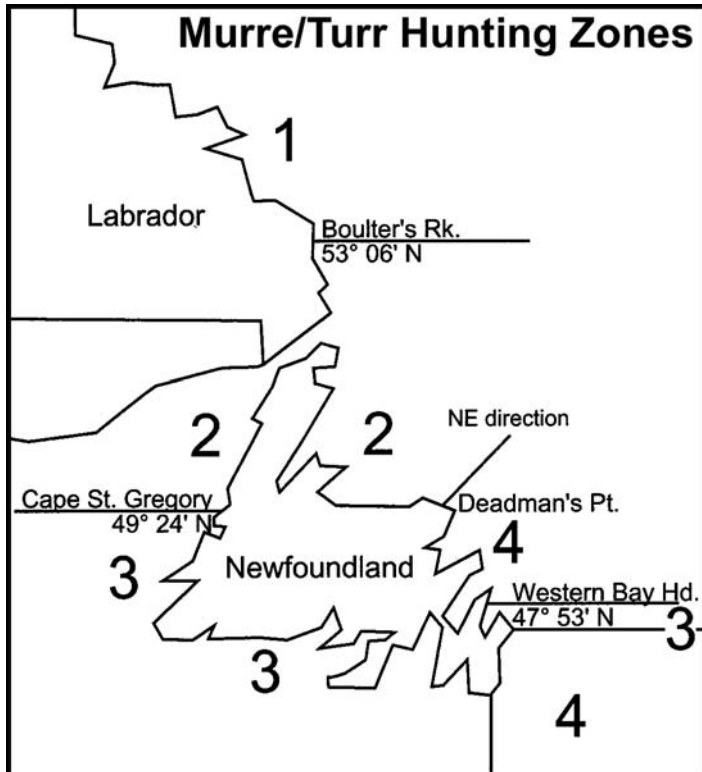 Murre/Turr Hunting Zones
1
Labrador
Boulter's Rk.
53° 06' N
2
2
NE direction
Cape St. Gregory
49° 24' N
Deadman's Pt.
4
3
Newfoundland
Western Bay Hd.
47° 53' N
3
3
4